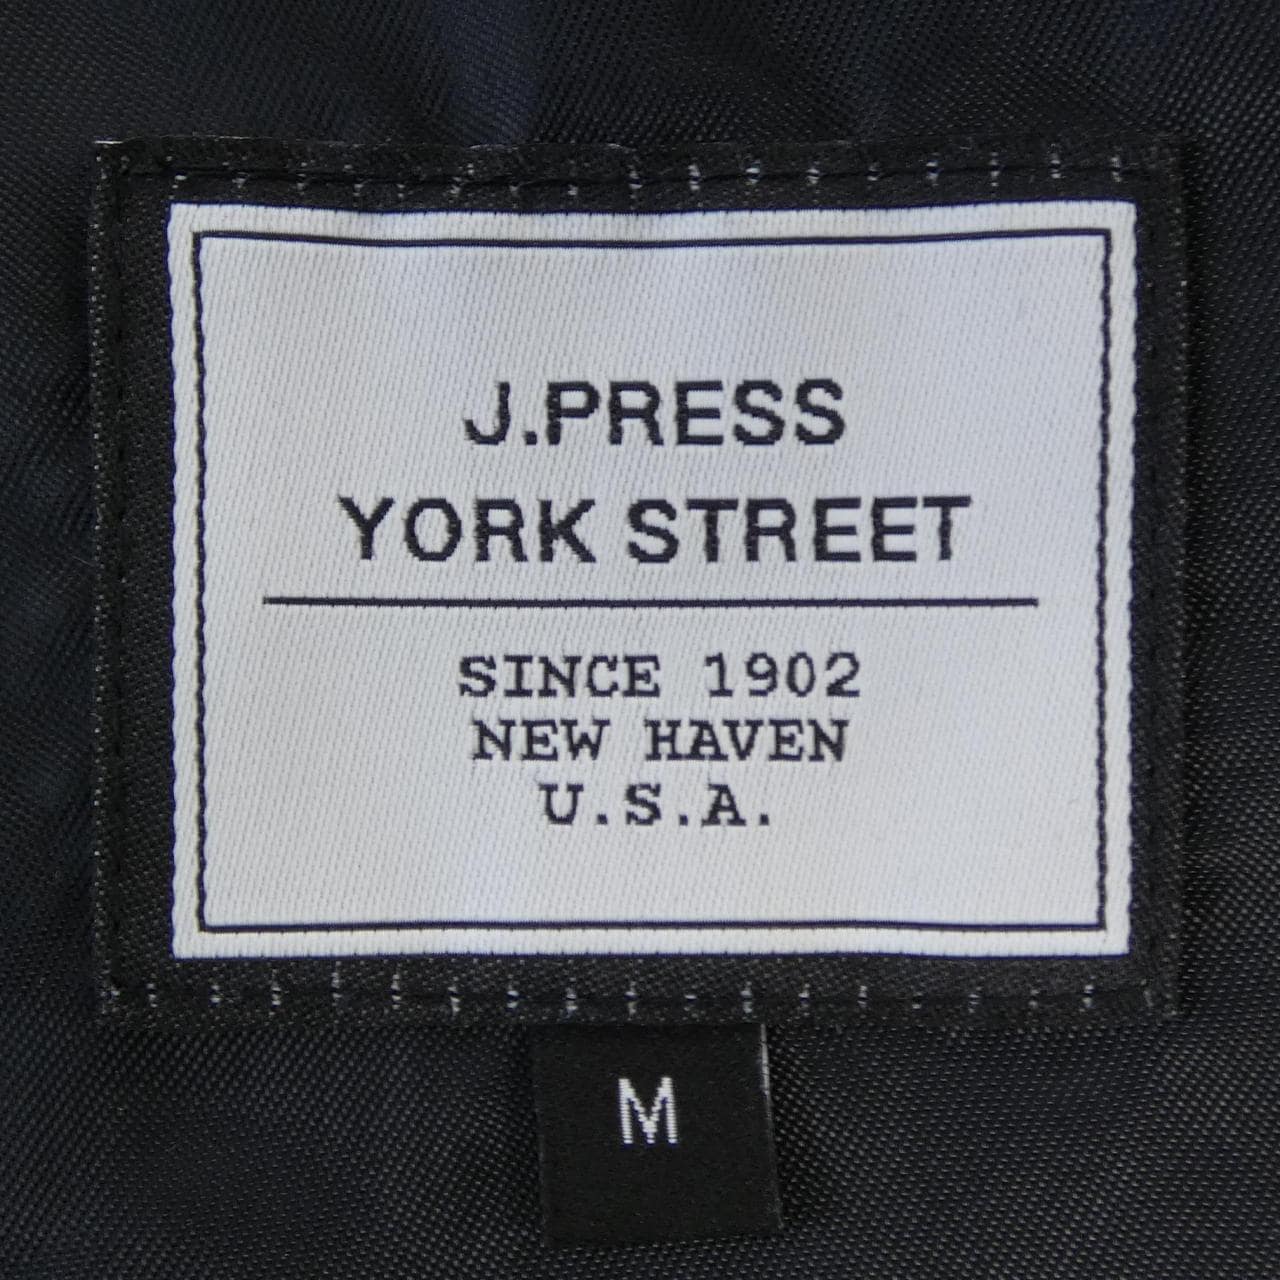 J.PRESS
YORK STREET
SINCE 1902
NEW HAVEN
U.S.A.
M